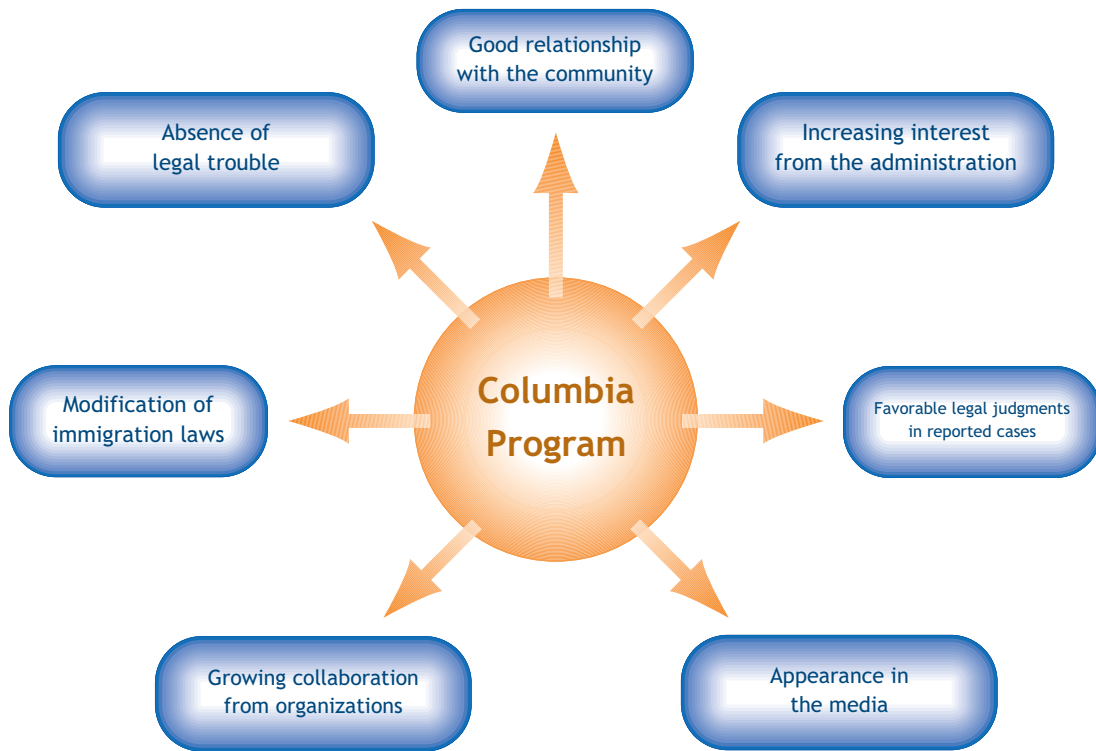 Good relationship
with the community
Absence of
legal trouble
Increasing interest
from the administration
Columbia
Program
Modification of
immigration laws
Favorable legal judgments
in reported cases
Growing collaboration
from organizations
Appearance in
the media